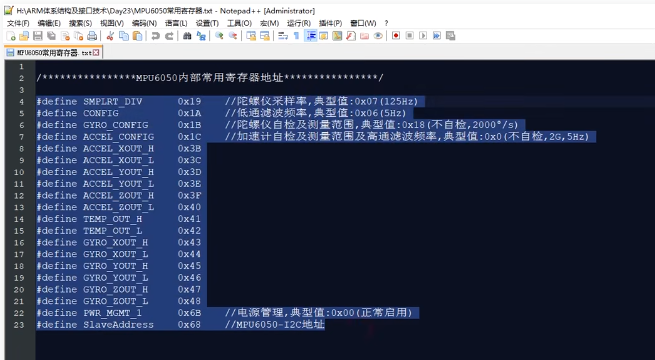 H:\ARM体系结构及接口技术\Day23\MPU6050常用寄存器.txt - Notepad++ [Administrator]
文件(F) 编辑(E) 搜索(S) 视图(V) 编码(N) 语言(L) 设置(T) 工具(O) 宏(M) 运行(R) 插件(P) 窗口(W) ?
MPU6050常用寄存器.txt
1
2 /****************MPU6050内部常用寄存器地址****************/
3
4 #define SMPLRT_DIV 0x19 //陀螺仪采样率,典型值:0x07(125Hz)
5 #define CONFIG 0x1A //低通滤波频率,典型值:0x06(5Hz)
6 #define GYRO_CONFIG 0x1B //陀螺仪自检及测量范围,典型值:0x18(不自检,2000°/s)
7 #define ACCEL_CONFIG 0x1C //加速计自检及测量范围及高通滤波频率,典型值:0x0(不自检,2G,5Hz)
8 #define ACCEL_XOUT_H 0x3B
9 #define ACCEL_XOUT_L 0x3C
10 #define ACCEL_YOUT_H 0x3D
11 #define ACCEL_YOUT_L 0x3E
12 #define ACCEL_ZOUT_H 0x3F
13 #define ACCEL_ZOUT_L 0x40
14 #define TEMP_OUT_H 0x41
15 #define TEMP_OUT_L 0x42
16 #define GYRO_XOUT_H 0x43
17 #define GYRO_XOUT_L 0x44
18 #define GYRO_YOUT_H 0x45
19 #define GYRO_YOUT_L 0x46
20 #define GYRO_ZOUT_H 0x47
21 #define GYRO_ZOUT_L 0x48
22 #define PWR_MGMT_1 0x6B //电源管理,典型值:0x00(正常启用)
23 #define SlaveAddress 0x68 //MPU6050-I2C地址